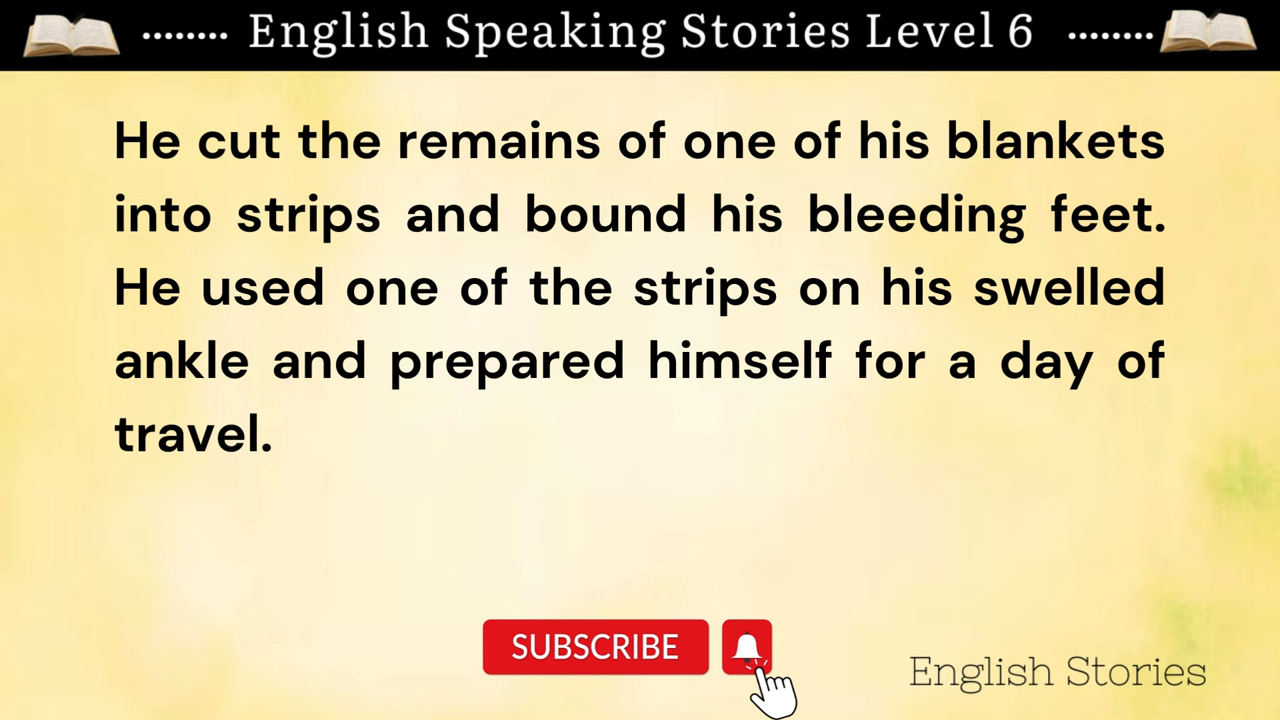 English Speaking Stories Level 6
He cut the remains of one of his blankets
into strips and bound his bleeding feet.
He used one of the strips on his swelled
ankle and prepared himself for a day of
travel.
SUBSCRIBE
English Stories